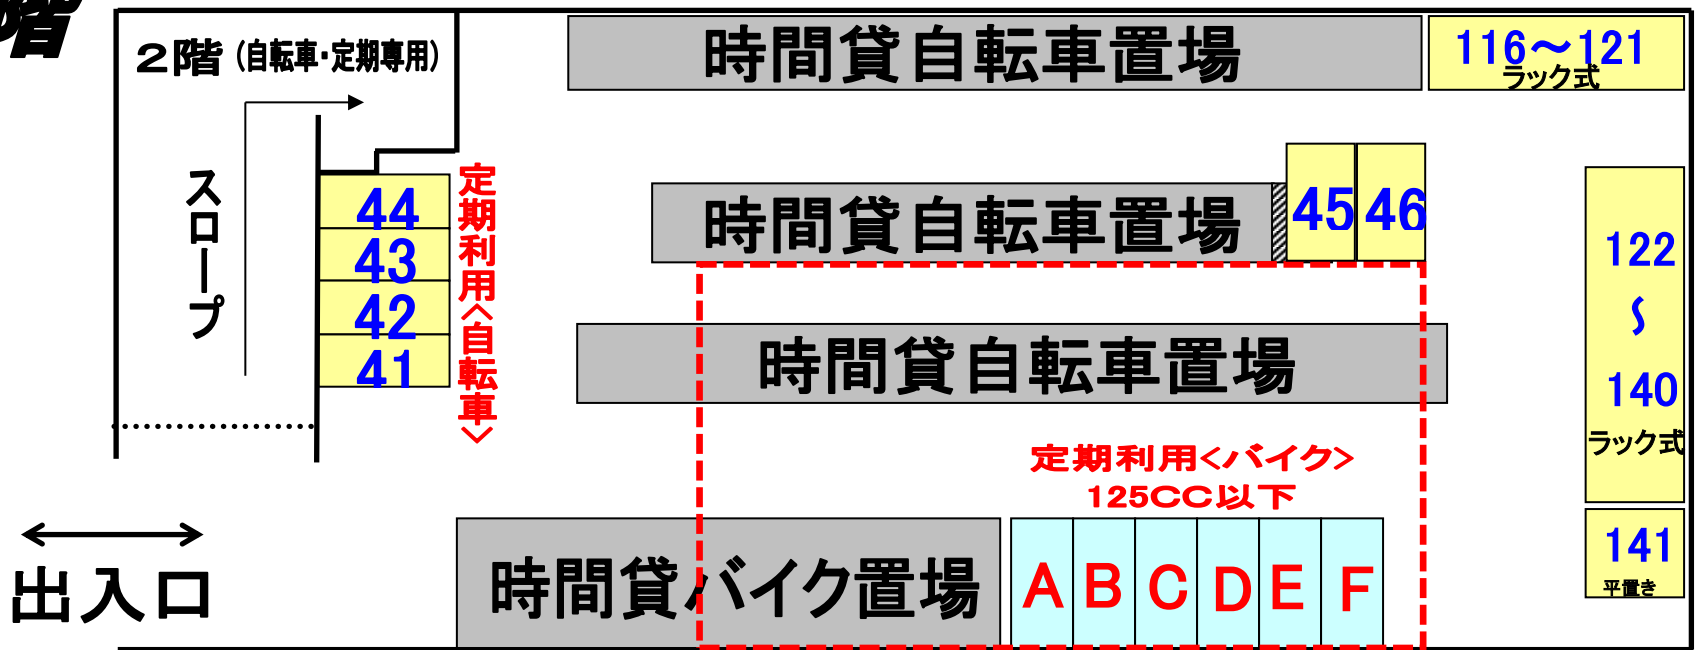 階
2階(自転車・定期専用)
時間貸自転車置場
116～121
ラック式
スロープ
44
43
42
41
定期利用<自転車>
時間貸自転車置場
45
46
122
～
140
ラック式
時間貸自転車置場
定期利用<バイク>
125CC以下
出入口
時間貸バイク置場
A
B
C
D
E
F
141
平置き